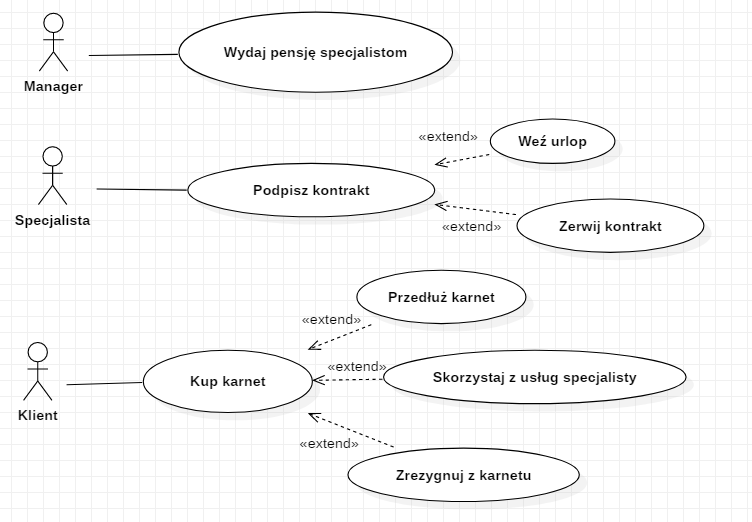 Wydaj pensję specjalistom
Manager
«extend»
Weź urlop
Podpisz kontrakt
Specjalista
«extend»
Zerwij kontrakt
Przedłuż karnet
«extend»
«extend»
Kup karnet
Skorzystaj z usług specjalisty
Klient
«extend»
Zrezygnuj z karnetu